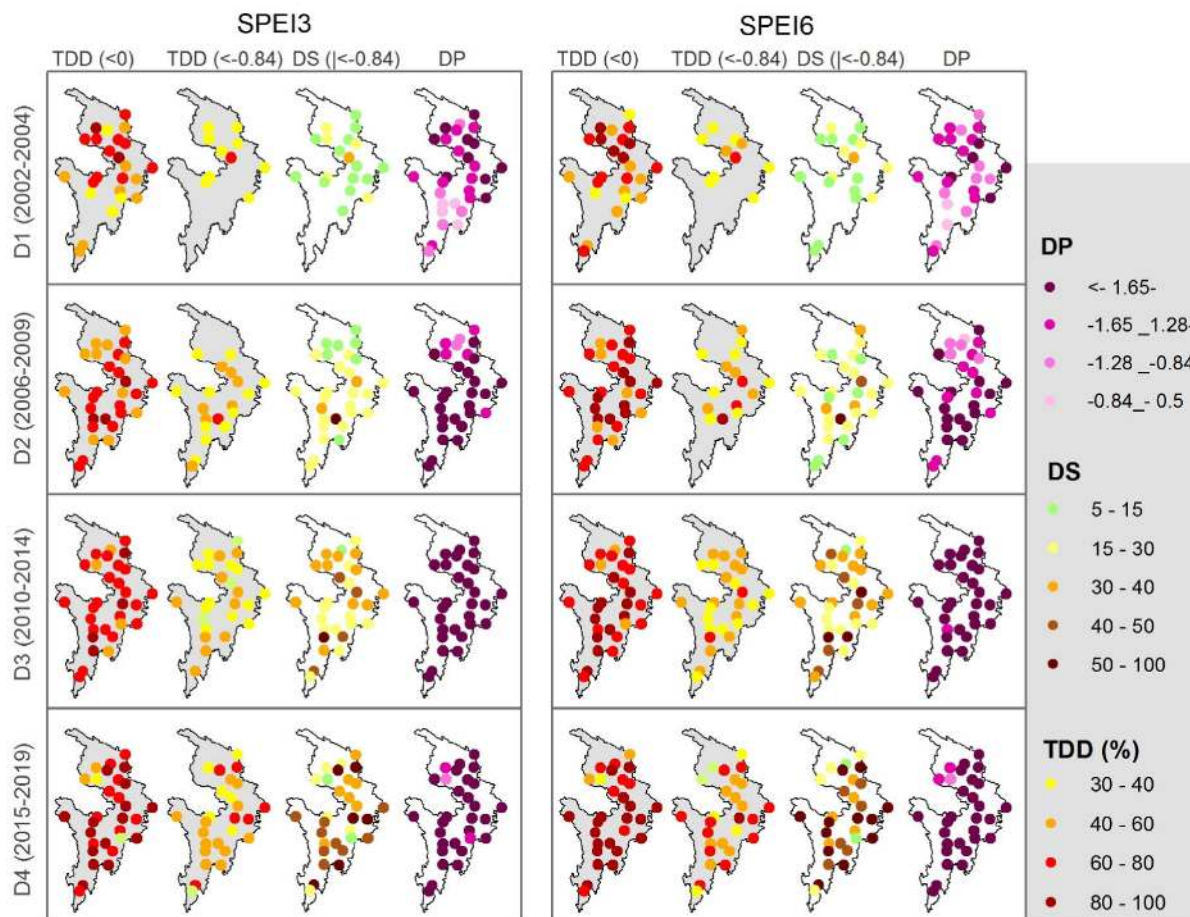 SPEI3
SPEI6
TDD (<0)
TDD (<-0.84)
DS (|<-0.84)
DP
TDD (<0)
TDD (<-0.84)
DS (|<-0.84)
DP
D1 (2002-2004)
D2 (2006-2009)
D3 (2010-2014)
D4 (2015-2019)
DP
<- 1.65-
-1.65 _1.28-
-1.28 _-0.84
-0.84_- 0.5
DS
5 - 15
15 - 30
30 - 40
40 - 50
50 - 100
TDD (%)
30 - 40
40 - 60
60 - 80
80 - 100